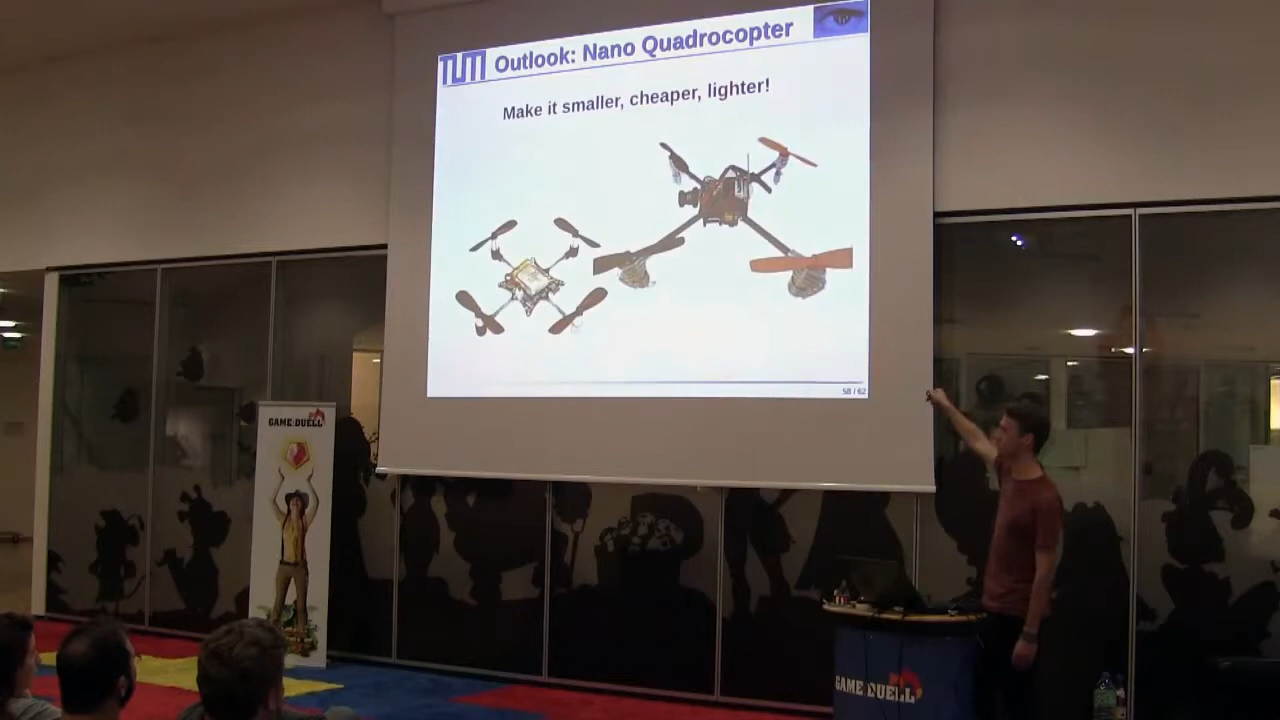 TUM Outlook: Nano Quadrocopter
Make it smaller, cheaper, lighter!
58 / 62
GAME DUELL
GAME DUELL